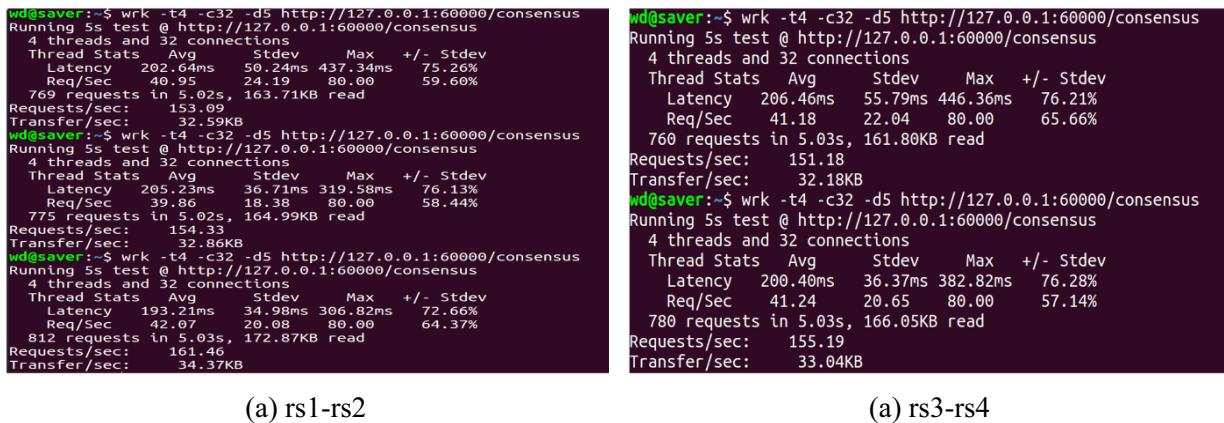 wd@saver:~$ wrk -t4 -c32 -d5 http://127.0.0.1:60000/consensus
Running 5s test @ http://127.0.0.1:60000/consensus
4 threads and 32 connections
Thread Stats Avg Stdev Max +/- Stdev
Latency 202.64ms 50.24ms 437.34ms 75.26%
Req/Sec 40.95 24.19 80.00 59.60%
769 requests in 5.02s, 163.71KB read
Requests/sec: 153.09
Transfer/sec: 32.59KB
wd@saver:~$ wrk -t4 -c32 -d5 http://127.0.0.1:60000/consensus
Running 5s test @ http://127.0.0.1:60000/consensus
4 threads and 32 connections
Thread Stats Avg Stdev Max +/- Stdev
Latency 205.23ms 36.71ms 319.58ms 76.13%
Req/Sec 39.86 18.38 80.00 58.44%
775 requests in 5.02s, 164.99KB read
Requests/sec: 154.33
Transfer/sec: 32.86KB
wd@saver:~$ wrk -t4 -c32 -d5 http://127.0.0.1:60000/consensus
Running 5s test @ http://127.0.0.1:60000/consensus
4 threads and 32 connections
Thread Stats Avg Stdev Max +/- Stdev
Latency 193.21ms 34.98ms 306.82ms 72.66%
Req/Sec 42.07 20.08 80.00 64.37%
812 requests in 5.03s, 172.87KB read
Requests/sec: 161.46
Transfer/sec: 34.37KB
(a) rs1-rs2
wd@saver:~$ wrk -t4 -c32 -d5 http://127.0.0.1:60000/consensus
Running 5s test @ http://127.0.0.1:60000/consensus
4 threads and 32 connections
Thread Stats Avg Stdev Max +/- Stdev
Latency 206.46ms 55.79ms 446.36ms 76.21%
Req/Sec 41.18 22.04 80.00 65.66%
760 requests in 5.03s, 161.80KB read
Requests/sec: 151.18
Transfer/sec: 32.18KB
wd@saver:~$ wrk -t4 -c32 -d5 http://127.0.0.1:60000/consensus
Running 5s test @ http://127.0.0.1:60000/consensus
4 threads and 32 connections
Thread Stats Avg Stdev Max +/- Stdev
Latency 200.40ms 36.37ms 382.82ms 76.28%
Req/Sec 41.24 20.65 80.00 57.14%
780 requests in 5.03s, 166.05KB read
Requests/sec: 155.19
Transfer/sec: 33.04KB
(a) rs3-rs4